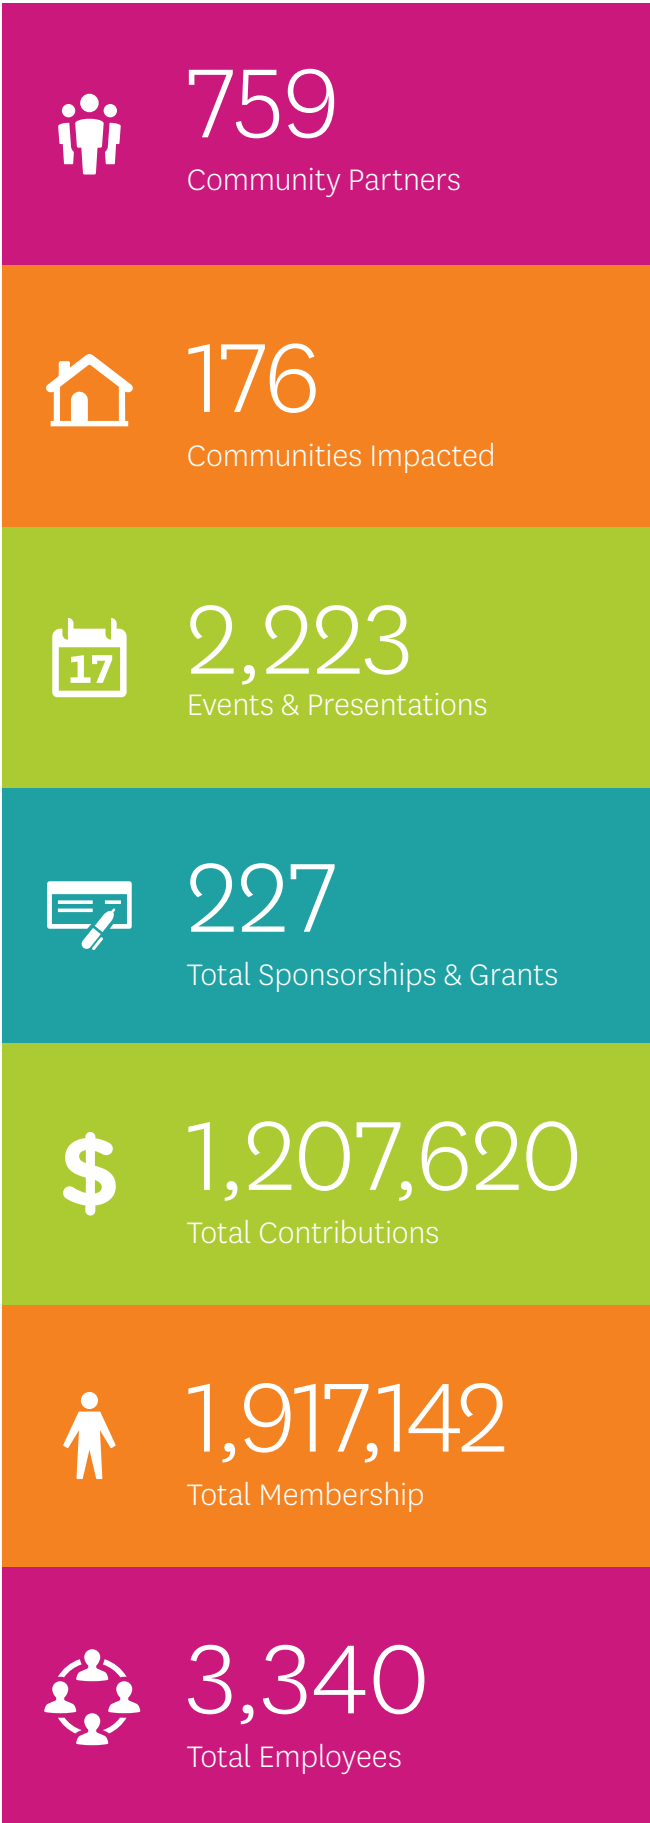 759
Community Partners
176
Communities Impacted
17
2,223
Events & Presentations
227
Total Sponsorships & Grants
$
1,207,620
Total Contributions
1,917,142
Total Membership
3,340
Total Employees